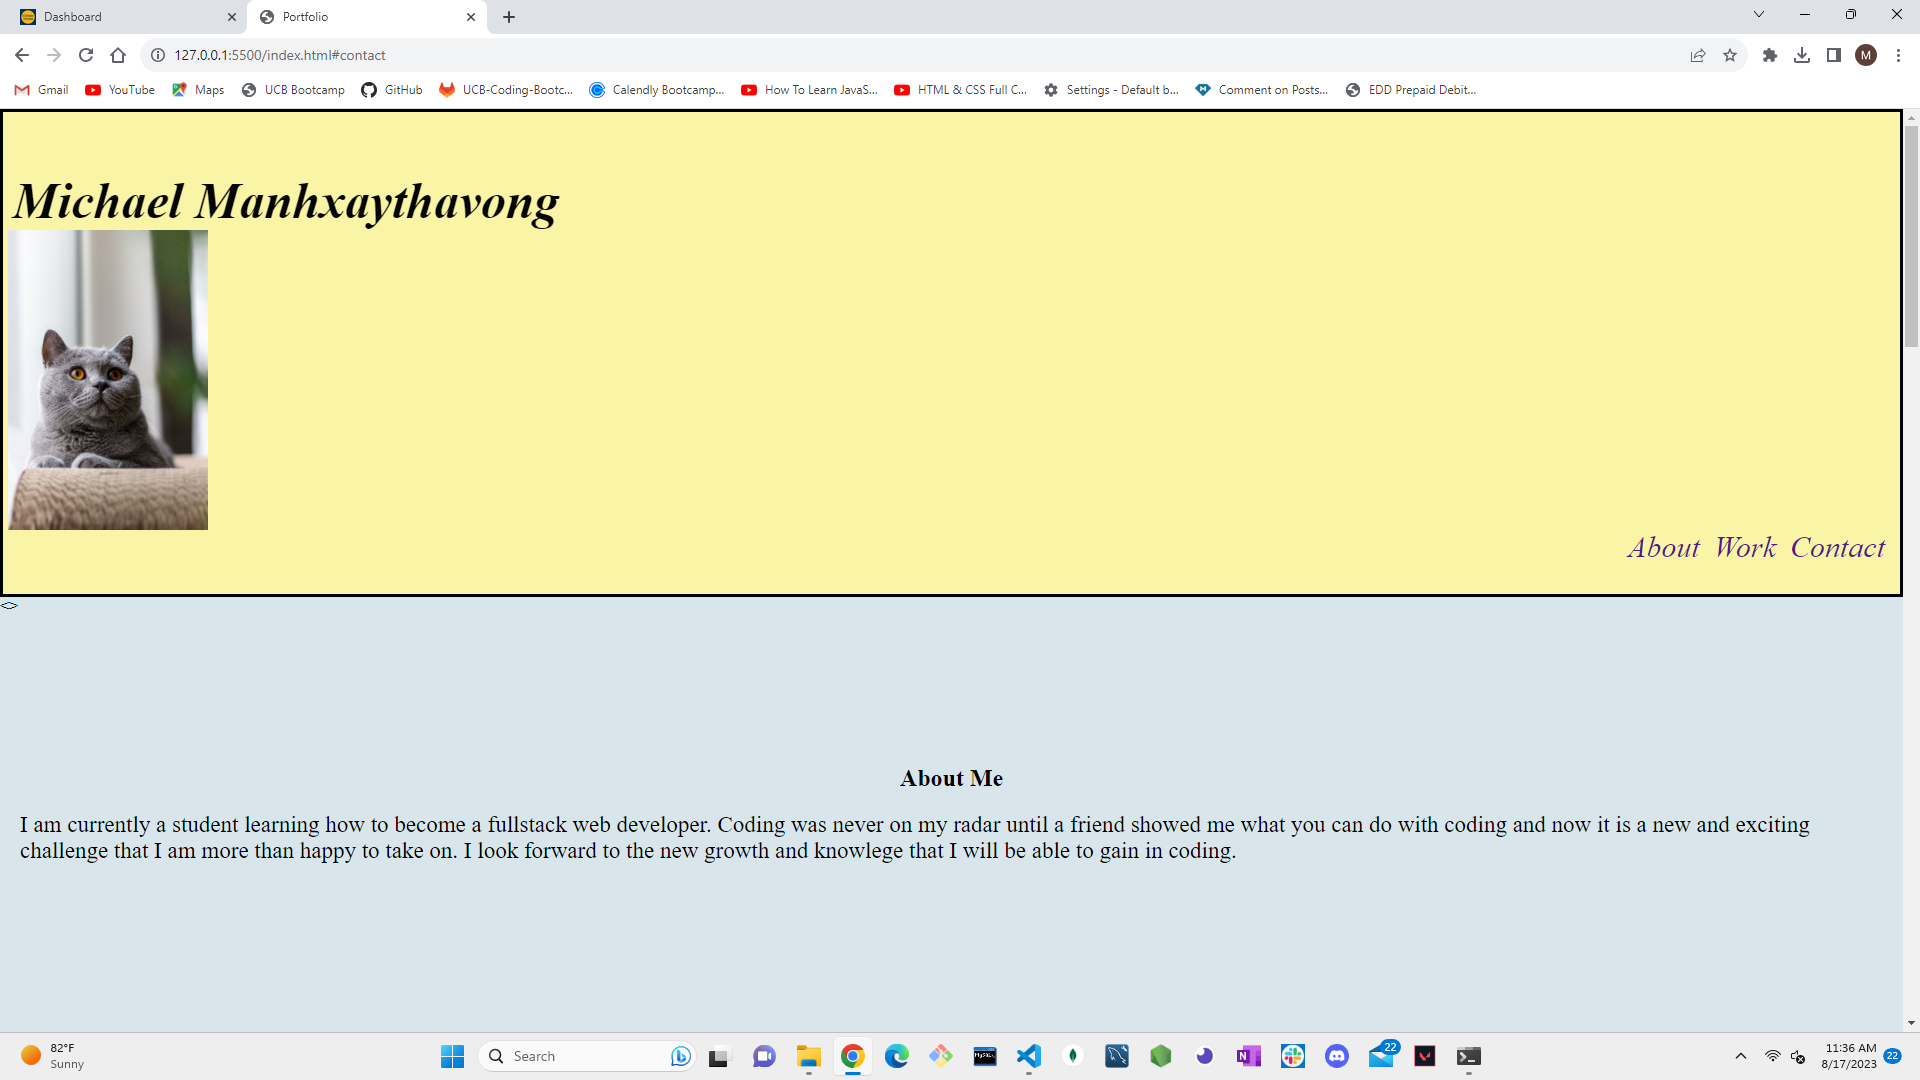 Dashboard
Portfolio
127.0.0.1:5500/index.html#contact
M
Gmail
YouTube
Maps
UCB Bootcamp
GitHub
UCB-Coding-Bootc...
Calendly Bootcamp...
How To Learn JavaS...
HTML & CSS Full C...
Settings - Default b...
Comment on Posts...
EDD Prepaid Debit...
Michael Manhxaythavong
About Work Contact
<>
About Me
I am currently a student learning how to become a fullstack web developer. Coding was never on my radar until a friend showed me what you can do with coding and now it is a new and exciting
challenge that I am more than happy to take on. I look forward to the new growth and knowlege that I will be able to gain in coding.
82°F
Sunny
Search
22
11:36 AM
8/17/2023
22